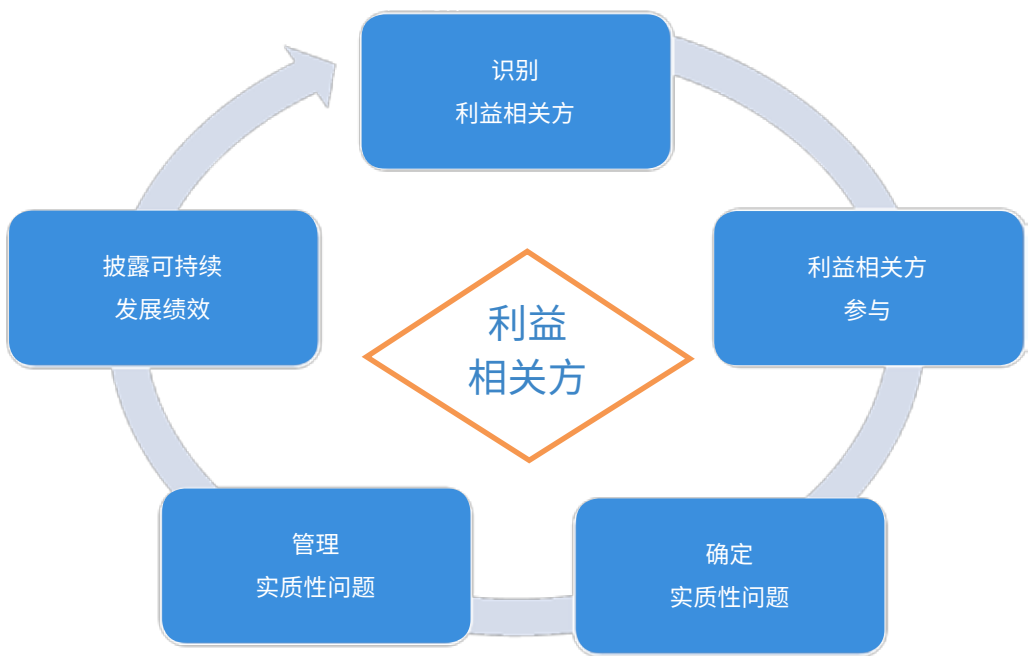 识别
利益相关方
利益相关方
参与
确定
实质性问题
管理
实质性问题
披露可持续
发展绩效
利益
相关方